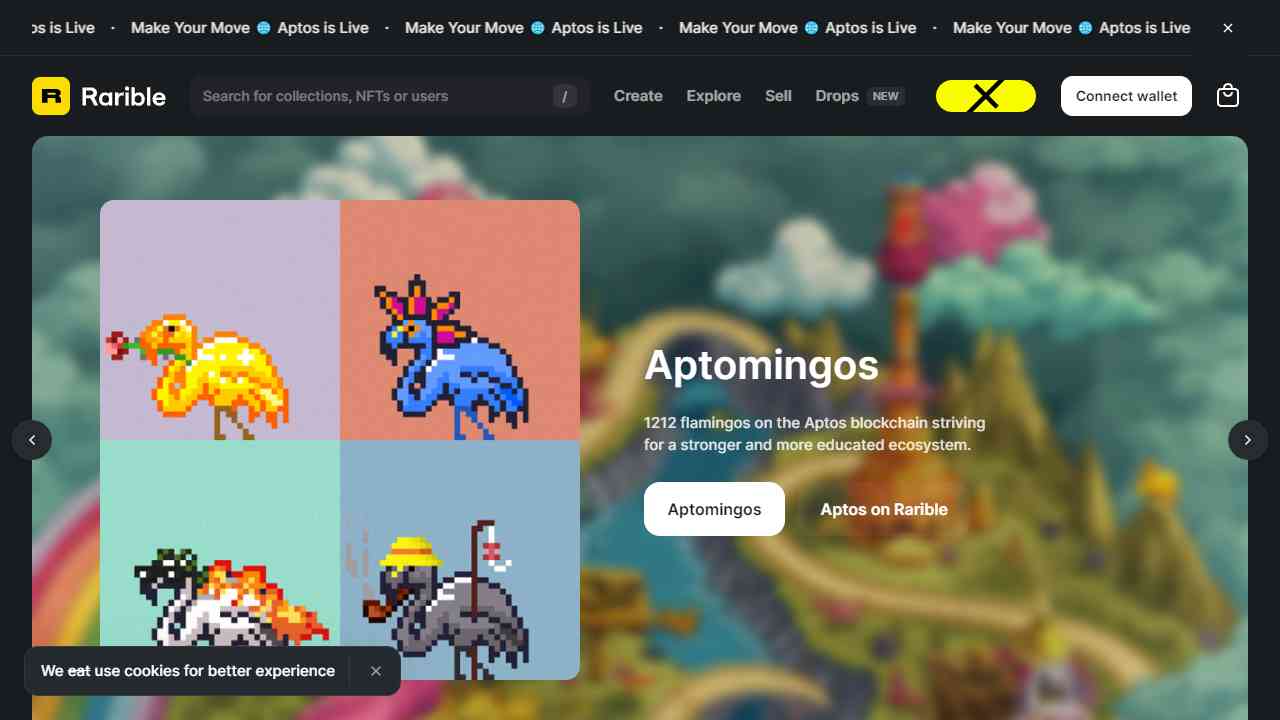 os is Live · Make Your Move 🌐 Aptos is Live · Make Your Move 🌐 Aptos is Live · Make Your Move 🌐 Aptos is Live · Make Your Move 🌐 Aptos is Live
R Rarible Search for collections, NFTs or users / Create Explore Sell Drops NEW Connect wallet
Aptomingos
1212 flamingos on the Aptos blockchain striving
for a stronger and more educated ecosystem.
Aptomingos Aptos on Rarible
We eat use cookies for better experience